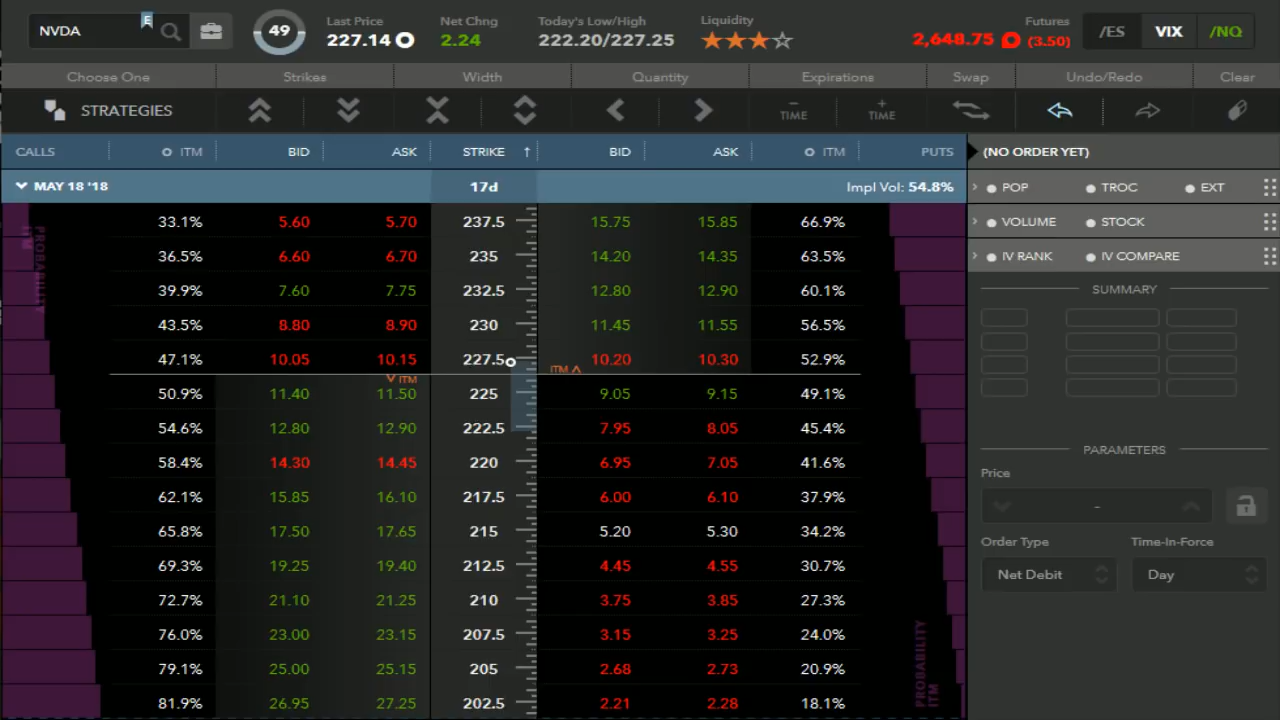 NVDA E 49 Last Price 227.14 Net Chng 2.24 Today's Low/High 222.20/227.25 Liquidity 2,648.75 Futures (3.50) /ES VIX /NQ
Choose One Strikes Width Quantity Expirations Swap Undo/Redo Clear
STRATEGIES − TIME + TIME
CALLS ITM BID ASK STRIKE ↑ BID ASK ITM PUTS (NO ORDER YET)
MAY 18 '18 17d Impl Vol: 54.8% POP TROC EXT
33.1% 5.60 5.70 237.5 15.75 15.85 66.9% VOLUME STOCK
36.5% 6.60 6.70 235 14.20 14.35 63.5% IV RANK IV COMPARE
39.9% 7.60 7.75 232.5 12.80 12.90 60.1% SUMMARY
43.5% 8.80 8.90 230 11.45 11.55 56.5%
47.1% 10.05 10.15 227.5 10.20 10.30 52.9%
ITM ITM
50.9% 11.40 11.50 225 9.05 9.15 49.1%
54.6% 12.80 12.90 222.5 7.95 8.05 45.4%
PARAMETERS
58.4% 14.30 14.45 220 6.95 7.05 41.6% Price
62.1% 15.85 16.10 217.5 6.00 6.10 37.9% -
65.8% 17.50 17.65 215 5.20 5.30 34.2% Order Type Time-In-Force
69.3% 19.25 19.40 212.5 4.45 4.55 30.7% Net Debit Day
72.7% 21.10 21.25 210 3.75 3.85 27.3%
76.0% 23.00 23.15 207.5 3.15 3.25 24.0%
79.1% 25.00 25.15 205 2.68 2.73 20.9%
81.9% 26.95 27.25 202.5 2.21 2.28 18.1%
PROBABILITY ITM
PROBABILITY ITM